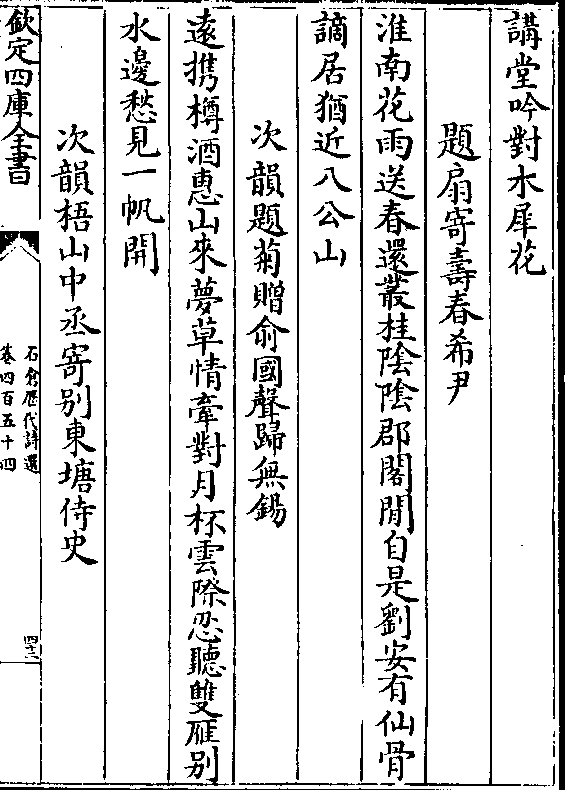 講堂吟對木犀花
題扇寄壽春希尹
淮南花雨送春還叢桂陰陰郡閣閒自是劉安有仙骨
謫居猶近八公山
次韻題菊贈俞國聲歸無錫
遠携樽酒惠山來夢草情牽對月杯雲際忍聽雙雁别
水邊愁見一帆開
次韻梧山中丞寄别東塘侍史
欽定四庫全書
石倉歷代詩選
卷四百五十四